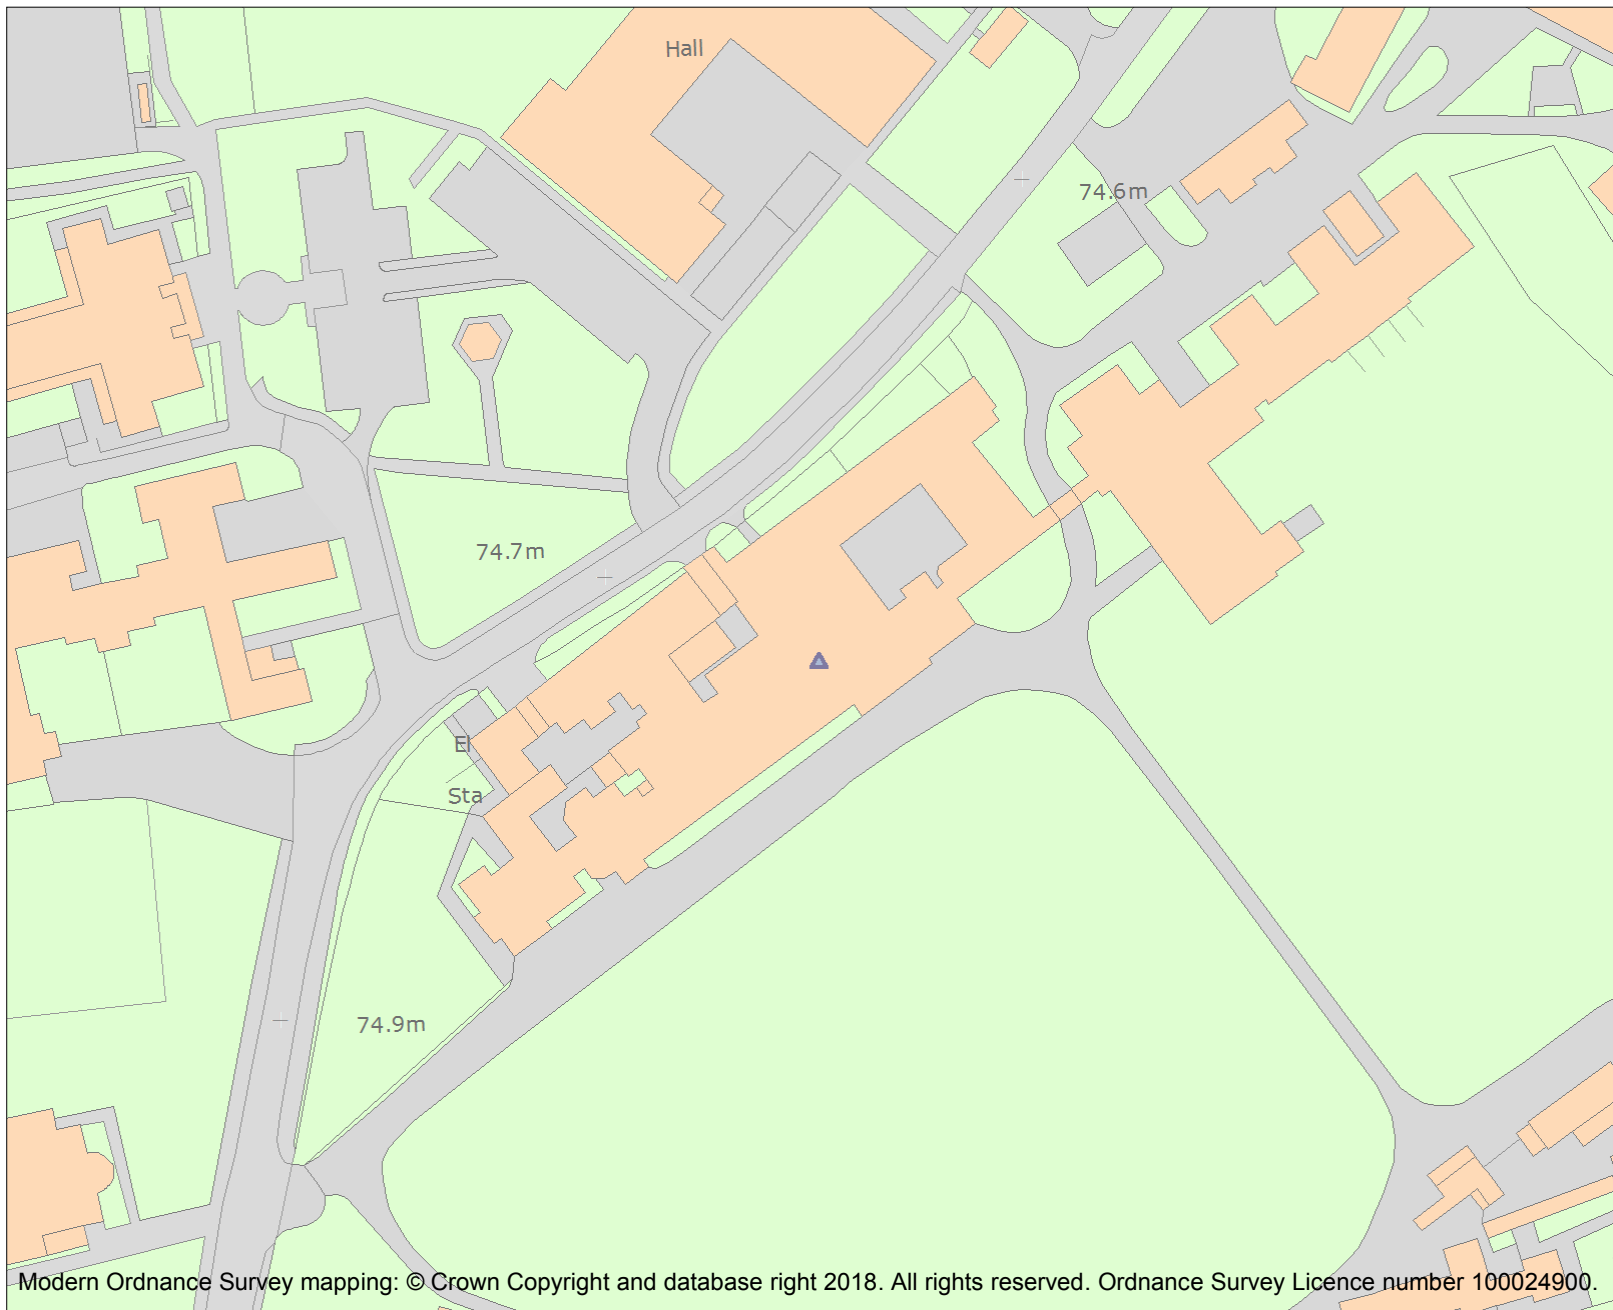 Hall
74.6m
74.7m
El
Sta
74.9m
Modern Ordnance Survey mapping: © Crown Copyright and database right 2018. All rights reserved. Ordnance Survey Licence number 100024900.